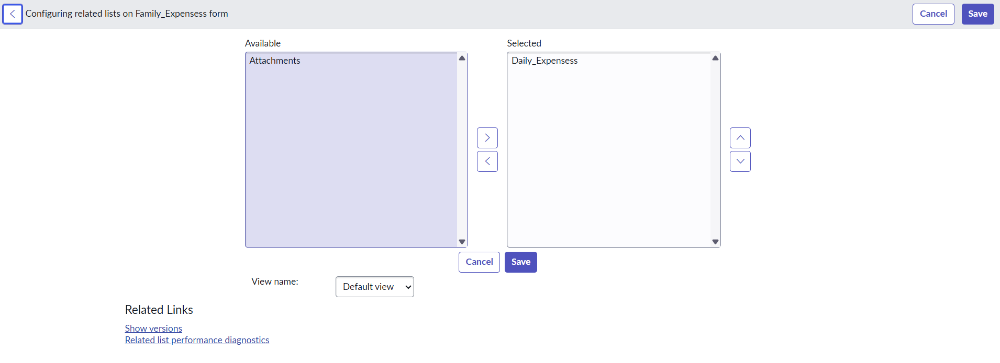 Configuring related lists on Family_Expensess form
Cancel
Save
Available
Selected
Attachments
Daily_Expensess
Cancel
Save
View name:
Default view
Related Links
Show versions
Related list performance diagnostics